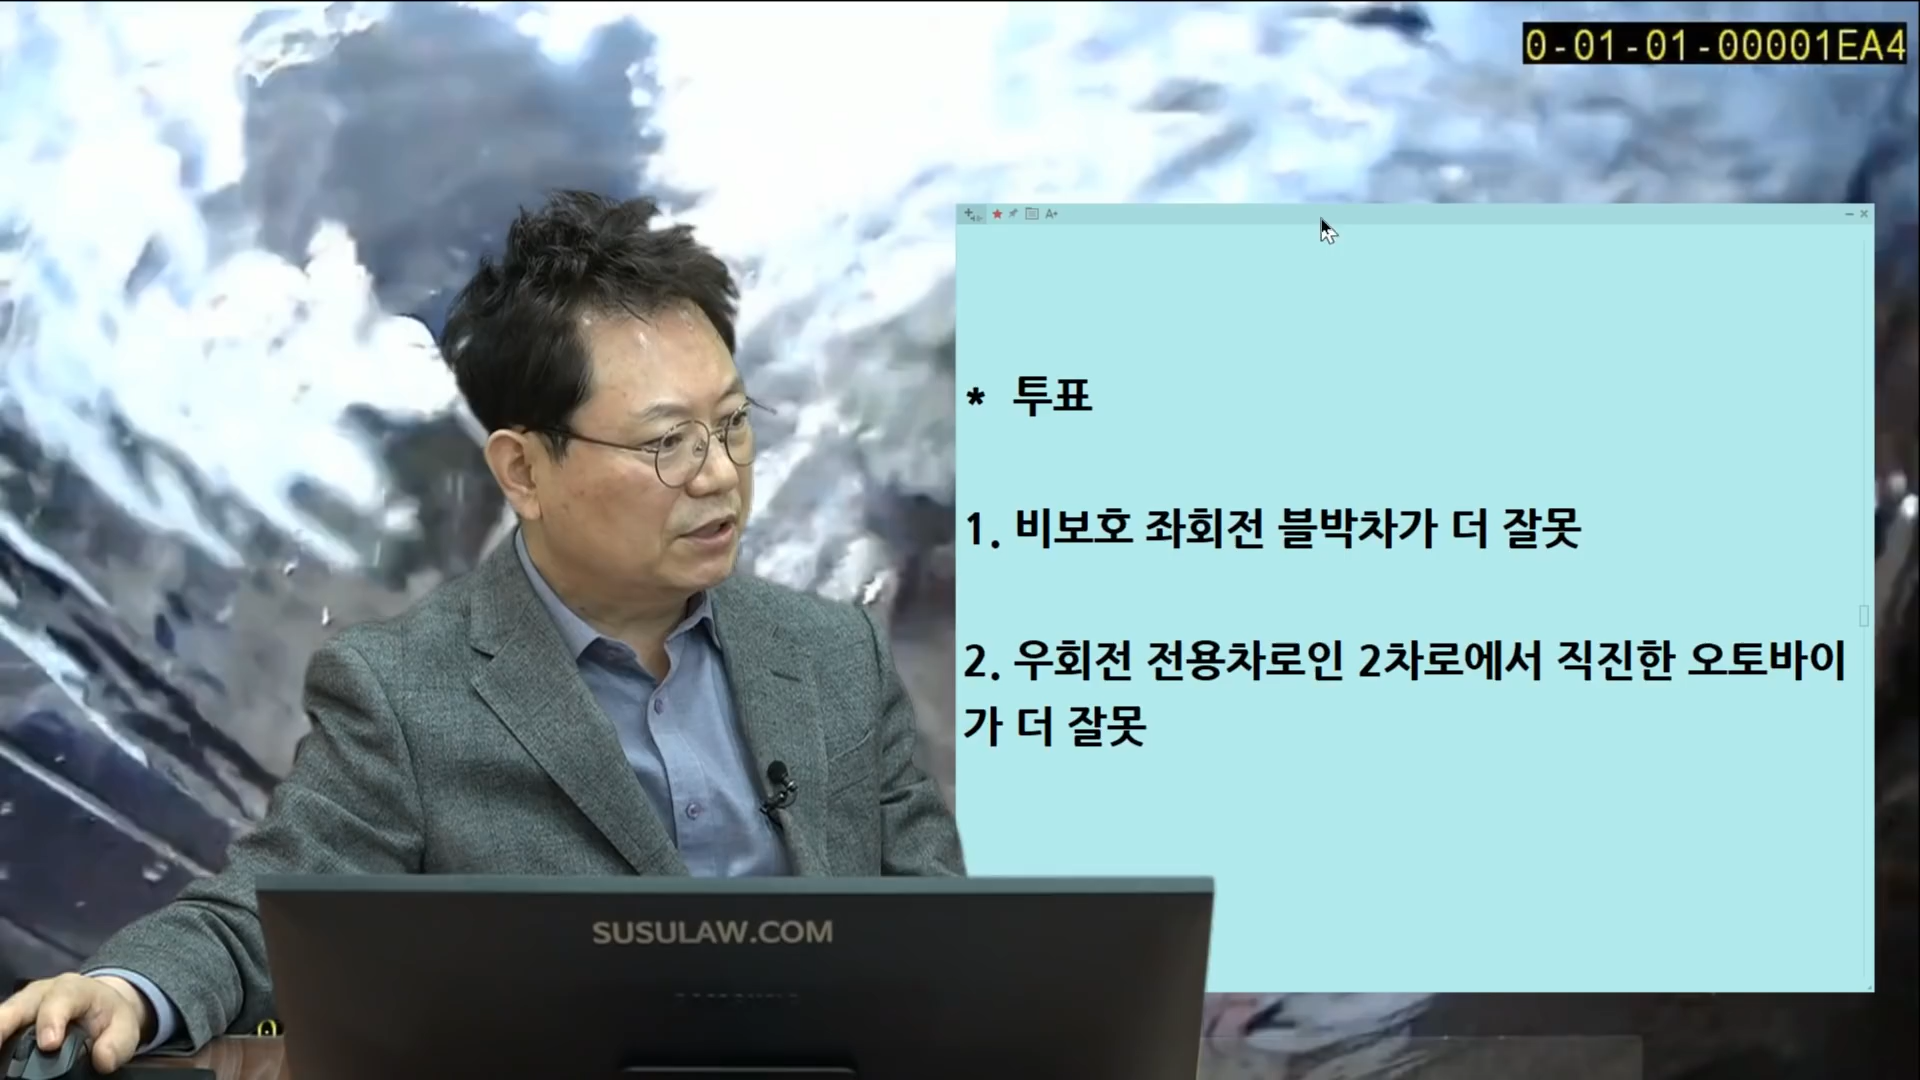 0-01-01-00001EA4
* 투표
1. 비보호 좌회전 블박차가 더 잘못
2. 우회전 전용차로인 2차로에서 직진한 오토바이
가 더 잘못
SUSULAW.COM